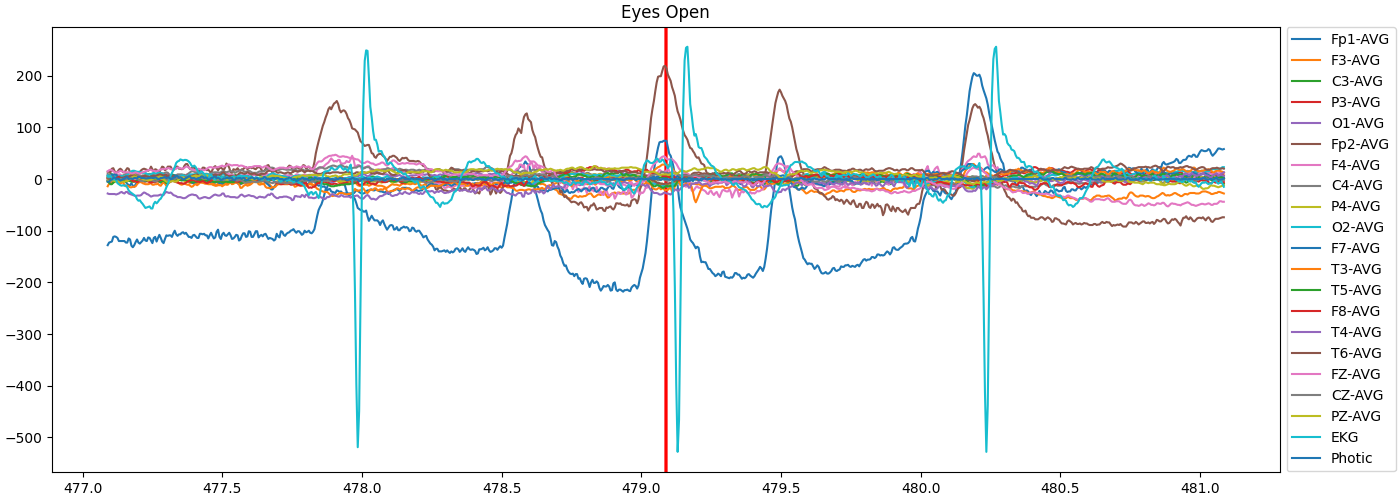 Eyes Open
200
100
0
−100
−200
−300
−400
−500
477.0 477.5 478.0 478.5 479.0 479.5 480.0 480.5 481.0
Fp1-AVG
F3-AVG
C3-AVG
P3-AVG
O1-AVG
Fp2-AVG
F4-AVG
C4-AVG
P4-AVG
O2-AVG
F7-AVG
T3-AVG
T5-AVG
F8-AVG
T4-AVG
T6-AVG
FZ-AVG
CZ-AVG
PZ-AVG
EKG
Photic